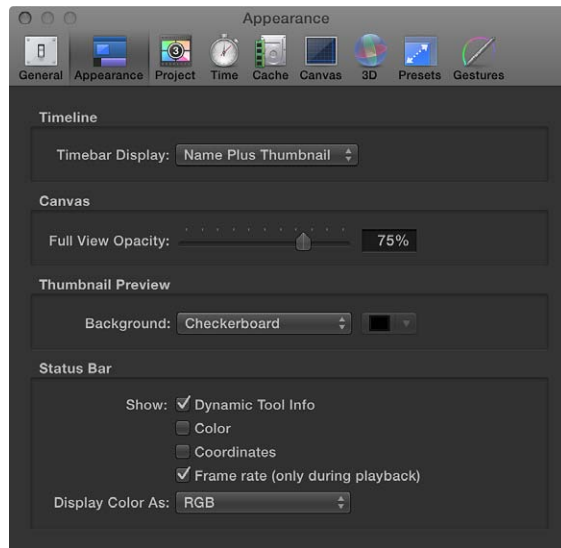 Appearance
General Appearance Project Time Cache Canvas 3D Presets Gestures
3
Timeline
Timebar Display: Name Plus Thumbnail
Canvas
Full View Opacity: 75%
Thumbnail Preview
Background: Checkerboard
Status Bar
Show: Dynamic Tool Info
Color
Coordinates
Frame rate (only during playback)
Display Color As: RGB